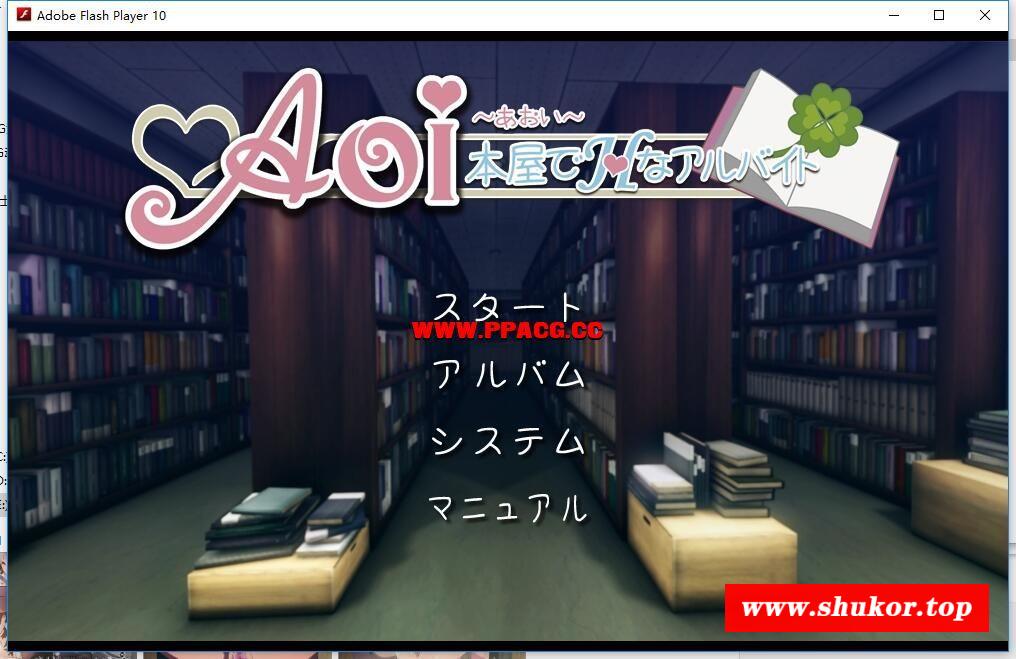 Adobe Flash Player 10
Aoi
～あおい～
本屋でHなアルバイト
スタート
WWW.PPACG.CC
アルバム
システム
マニュアル
www.shukor.top